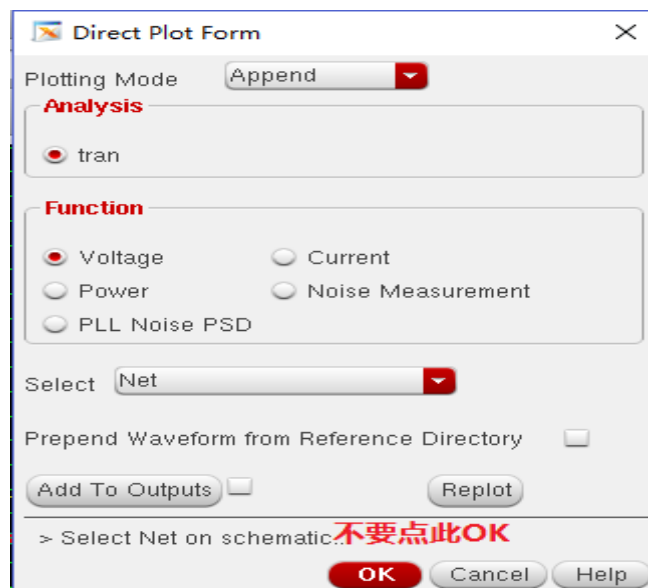 Direct Plot Form
Plotting Mode Append
Analysis
tran
Function
Voltage Current
Power Noise Measurement
PLL Noise PSD
Select Net
Prepend Waveform from Reference Directory
Add To Outputs Replot
> Select Net on schematic..不要点此OK
OK Cancel Help